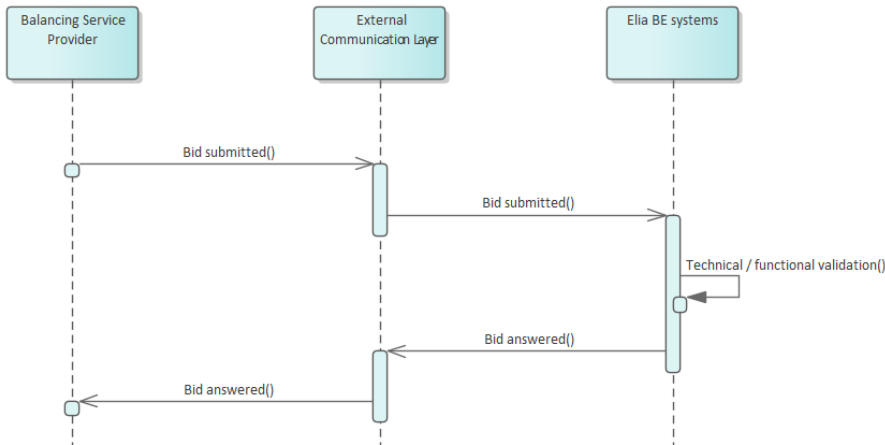 Balancing Service
Provider
External
Communication Layer
Elia BE systems
Bid submitted()
Bid submitted()
Technical / functional validation()
Bid answered()
Bid answered()